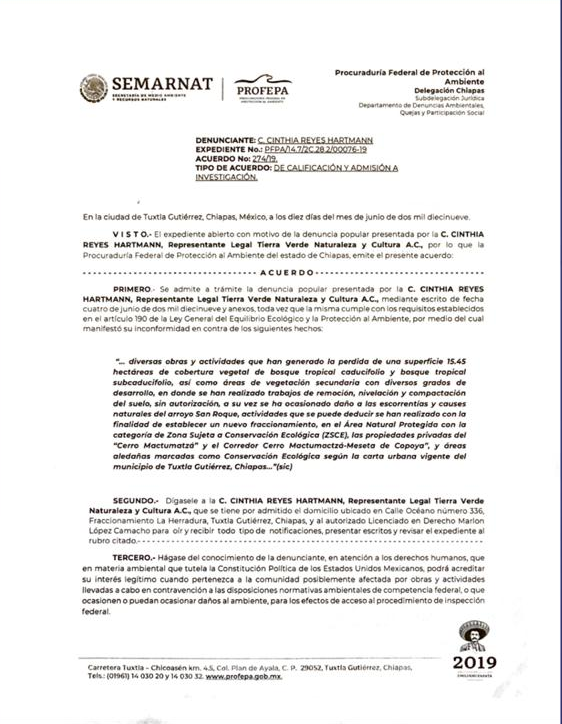 SEMARNAT
SECRETARÍA DE MEDIO AMBIENTE
Y RECURSOS NATURALES
PROFEPA
PROCURADURÍA FEDERAL DE
PROTECCIÓN AL AMBIENTE
Procuraduría Federal de Protección al
Ambiente
Delegación Chiapas
Subdelegación Jurídica
Departamento de Denuncias Ambientales,
Quejas y Participación Social
DENUNCIANTE: C. CINTHIA REYES HARTMANN
EXPEDIENTE No.: PFPA/14.7/2C.28.2/00076-19
ACUERDO No: 274/19.
TIPO DE ACUERDO: DE CALIFICACIÓN Y ADMISIÓN A
INVESTIGACIÓN.
En la ciudad de Tuxtla Gutiérrez, Chiapas, México, a los diez días del mes de junio de dos mil diecinueve.
V I S T O.- El expediente abierto con motivo de la denuncia popular presentada por la C. CINTHIA
REYES HARTMANN, Representante Legal Tierra Verde Naturaleza y Cultura A.C., por lo que la
Procuraduría Federal de Protección al Ambiente del estado de Chiapas, emite el presente acuerdo:
- - - - - - - - - - - - - - - - - - - - - - - - - - - - - - - - A C U E R D O - - - - - - - - - - - - - - - - - - - - - - - - - - - - - - - -
PRIMERO.- Se admite a trámite la denuncia popular presentada por la C. CINTHIA REYES
HARTMANN, Representante Legal Tierra Verde Naturaleza y Cultura A.C., mediante escrito de fecha
cuatro de junio de dos mil diecinueve y anexos, toda vez que la misma cumple con los requisitos establecidos
en el artículo 190 de la Ley General del Equilibrio Ecológico y la Protección al Ambiente, por medio del cual
manifestó su inconformidad en contra de los siguientes hechos:
"... diversas obras y actividades que han generado la perdida de una superficie 15.45
hectáreas de cobertura vegetal de bosque tropical caducifolio y bosque tropical
subcaducifolio, así como áreas de vegetación secundaria con diversos grados de
desarrollo, en donde se han realizado trabajos de remoción, nivelación y compactación
del suelo, sin autorización, a su vez se ha ocasionado daño a las escorrentías y causes
naturales del arroyo San Roque, actividades que se puede deducir se han realizado con la
finalidad de establecer un nuevo fraccionamiento, en el Área Natural Protegida con la
categoría de Zona Sujeta a Conservación Ecológica (ZSCE), las propiedades privadas del
"Cerro Mactumatzá" y el Corredor Cerro Mactumactzá-Meseta de Copoya", y áreas
aledañas marcadas como Conservación Ecológica según la carta urbana vigente del
municipio de Tuxtla Gutiérrez, Chiapas..."(sic)
SEGUNDO.- Dígasele a la C. CINTHIA REYES HARTMANN, Representante Legal Tierra Verde
Naturaleza y Cultura A.C., que se tiene por admitido el domicilio ubicado en Calle Océano número 336,
Fraccionamiento La Herradura, Tuxtla Gutiérrez, Chiapas, y al autorizado Licenciado en Derecho Marlon
López Camacho para oír y recibir todo tipo de notificaciones, presentar escritos y revisar el expediente al
rubro citado.- - - - - - - - - - - - - - - - - - - - - - - - - - - - - - - - - - - - - - - - - - - - - - - - - - - -
TERCERO.- Hágase del conocimiento de la denunciante, en atención a los derechos humanos, que
en materia ambiental que tutela la Constitución Política de los Estados Unidos Mexicanos, podrá acreditar
su interés legítimo cuando pertenezca a la comunidad posiblemente afectada por obras y actividades
llevadas a cabo en contravención a las disposiciones normativas ambientales de competencia federal, o que
ocasionen o puedan ocasionar daños al ambiente, para los efectos de acceso al procedimiento de inspección
federal.
2019
EMILIANO ZAPATA
Carretera Tuxtla – Chicoasén km. 4.5, Col. Plan de Ayala, C. P. 29052, Tuxtla Gutiérrez, Chiapas,
Tels.: (01961) 14 030 20 y 14 030 32. www.profepa.gob.mx.